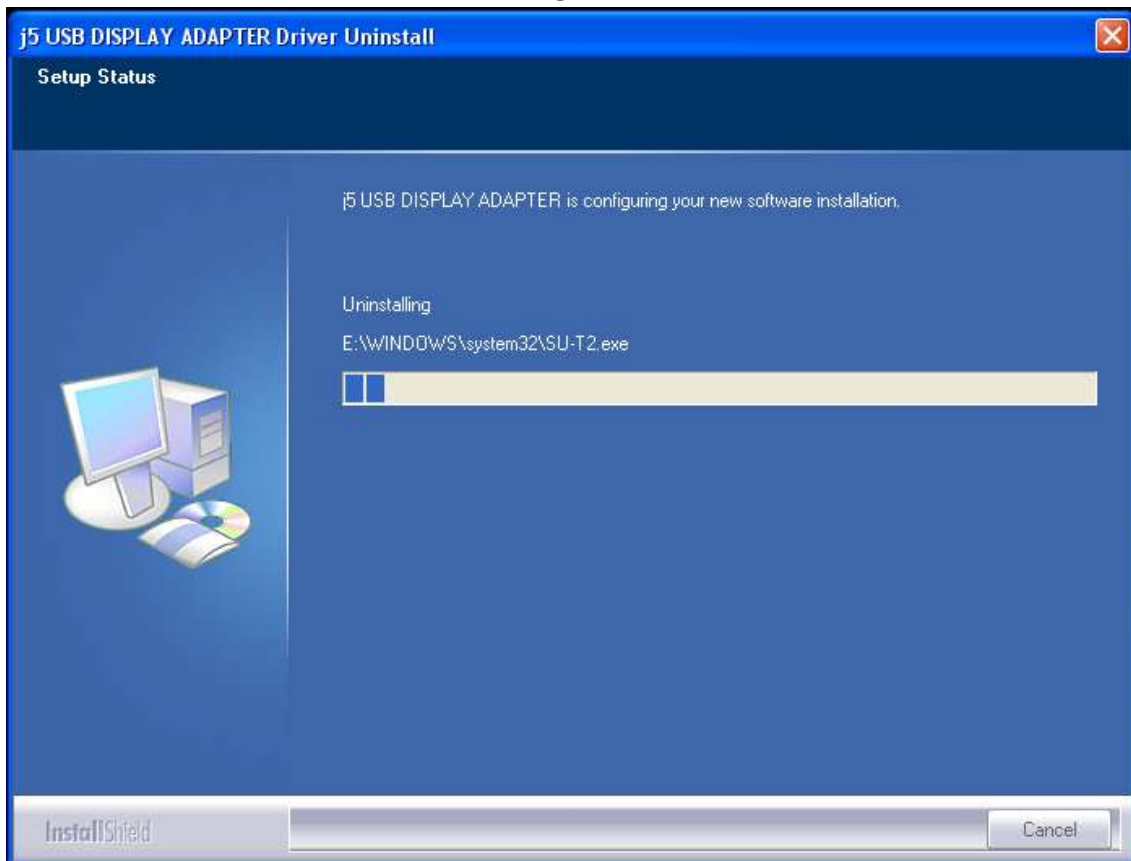 j5 USB DISPLAY ADAPTER Driver Uninstall
Setup Status
j5 USB DISPLAY ADAPTER is configuring your new software installation.
Uninstalling
E:\WINDOWS\system32\SU-T2.exe
InstallShield
Cancel